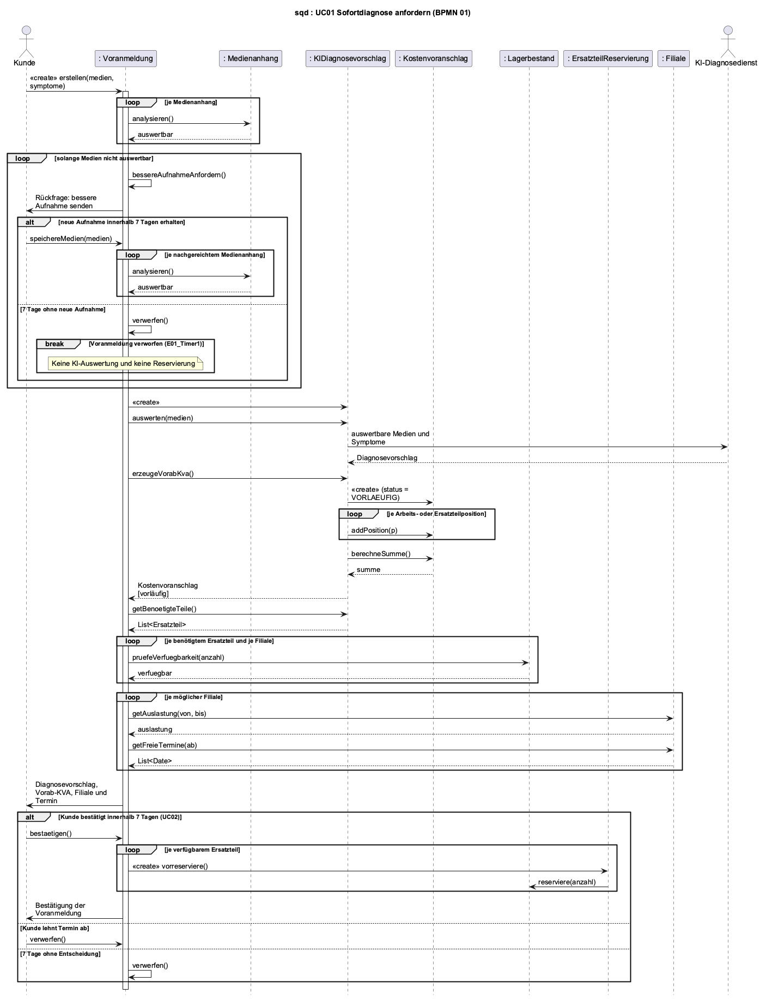 sqd : UC01 Sofortdiagnose anfordern (BPMN 01)
Kunde
: Voranmeldung
: Medienanhang
: KIDiagnosevorschlag
: Kostenvoranschlag
: Lagerbestand
: ErsatzteilReservierung
: Filiale
KI-Diagnosedienst
«create» erstellen(medien,
symptome)
loop [je Medienanhang]
analysieren()
auswertbar
loop [solange Medien nicht auswertbar]
bessereAufnahmeAnfordern()
Rückfrage: bessere
Aufnahme senden
alt [neue Aufnahme innerhalb 7 Tagen erhalten]
speichereMedien(medien)
loop [je nachgereichtem Medienanhang]
analysieren()
auswertbar
[7 Tage ohne neue Aufnahme]
verwerfen()
break [Voranmeldung verworfen (E01_Timer1)]
Keine KI-Auswertung und keine Reservierung
«create»
auswerten(medien)
auswertbare Medien und
Symptome
Diagnosevorschlag
erzeugeVorabKva()
«create» (status =
VORLAEUFIG)
loop [je Arbeits- oder Ersatzteilposition]
addPosition(p)
berechneSumme()
summe
Kostenvoranschlag
[vorläufig]
getBenoetigteTeile()
List<Ersatzteil>
loop [je benötigtem Ersatzteil und je Filiale]
pruefeVerfuegbarkeit(anzahl)
verfuegbar
loop [je möglicher Filiale]
getAuslastung(von, bis)
auslastung
getFreieTermine(ab)
List<Date>
Diagnosevorschlag,
Vorab-KVA, Filiale und
Termin
alt [Kunde bestätigt innerhalb 7 Tagen (UC02)]
bestaetigen()
loop [je verfügbarem Ersatzteil]
«create» vorreserviere()
reserviere(anzahl)
Bestätigung der
Voranmeldung
[Kunde lehnt Termin ab]
verwerfen()
[7 Tage ohne Entscheidung]
verwerfen()